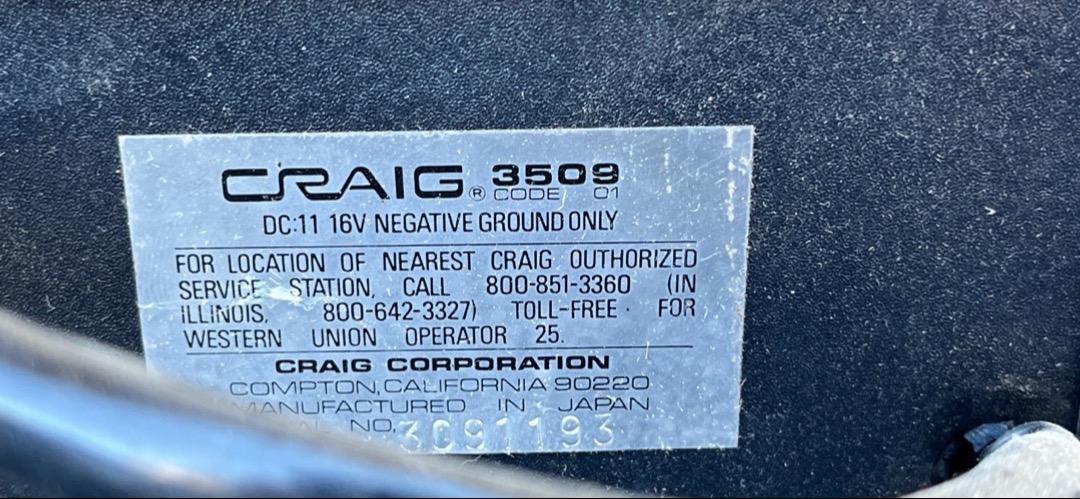 CRAIG® 3509
CODE 01
DC:11 16V NEGATIVE GROUND ONLY
FOR LOCATION OF NEAREST CRAIG OUTHORIZED
SERVICE STATION, CALL 800-851-3360 (IN
ILLINOIS, 800-642-3327) TOLL-FREE · FOR
WESTERN UNION OPERATOR 25.
CRAIG CORPORATION
COMPTON, CALIFORNIA 90220
MANUFACTURED IN JAPAN
NO. 3091193